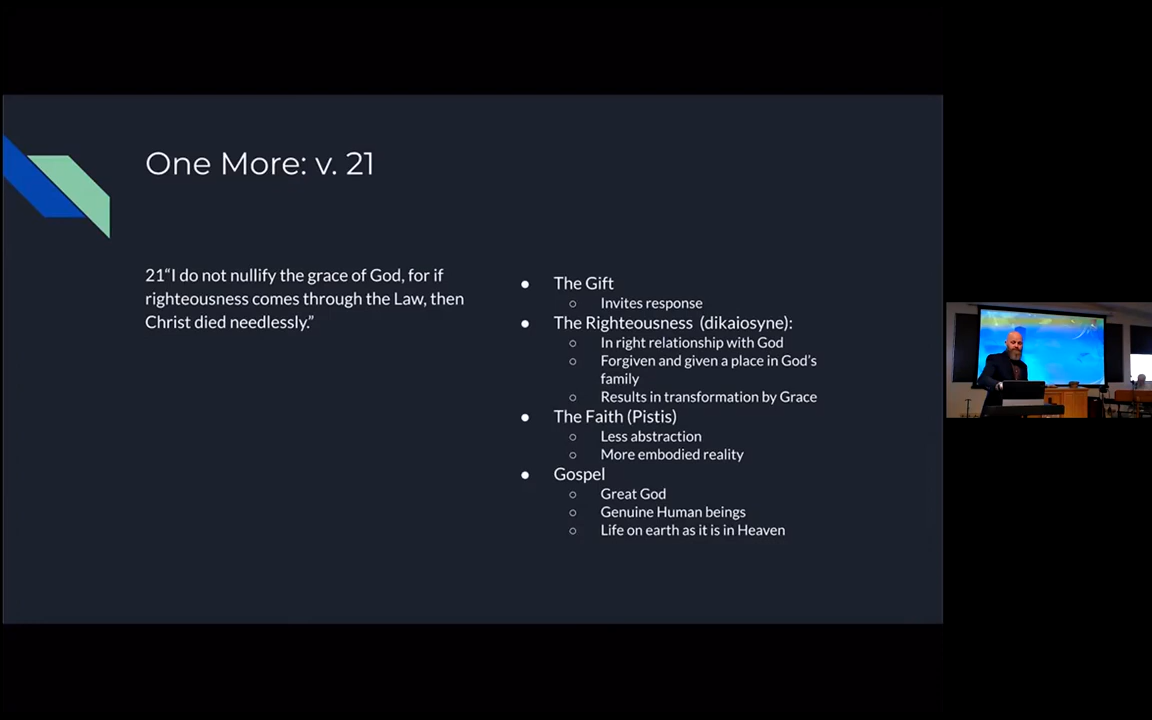 One More: v. 21
21“I do not nullify the grace of God, for if
righteousness comes through the Law, then
Christ died needlessly.”
● The Gift
○ Invites response
● The Righteousness (dikaiosyne):
○ In right relationship with God
○ Forgiven and given a place in God’s
family
○ Results in transformation by Grace
● The Faith (Pistis)
○ Less abstraction
○ More embodied reality
● Gospel
○ Great God
○ Genuine Human beings
○ Life on earth as it is in Heaven